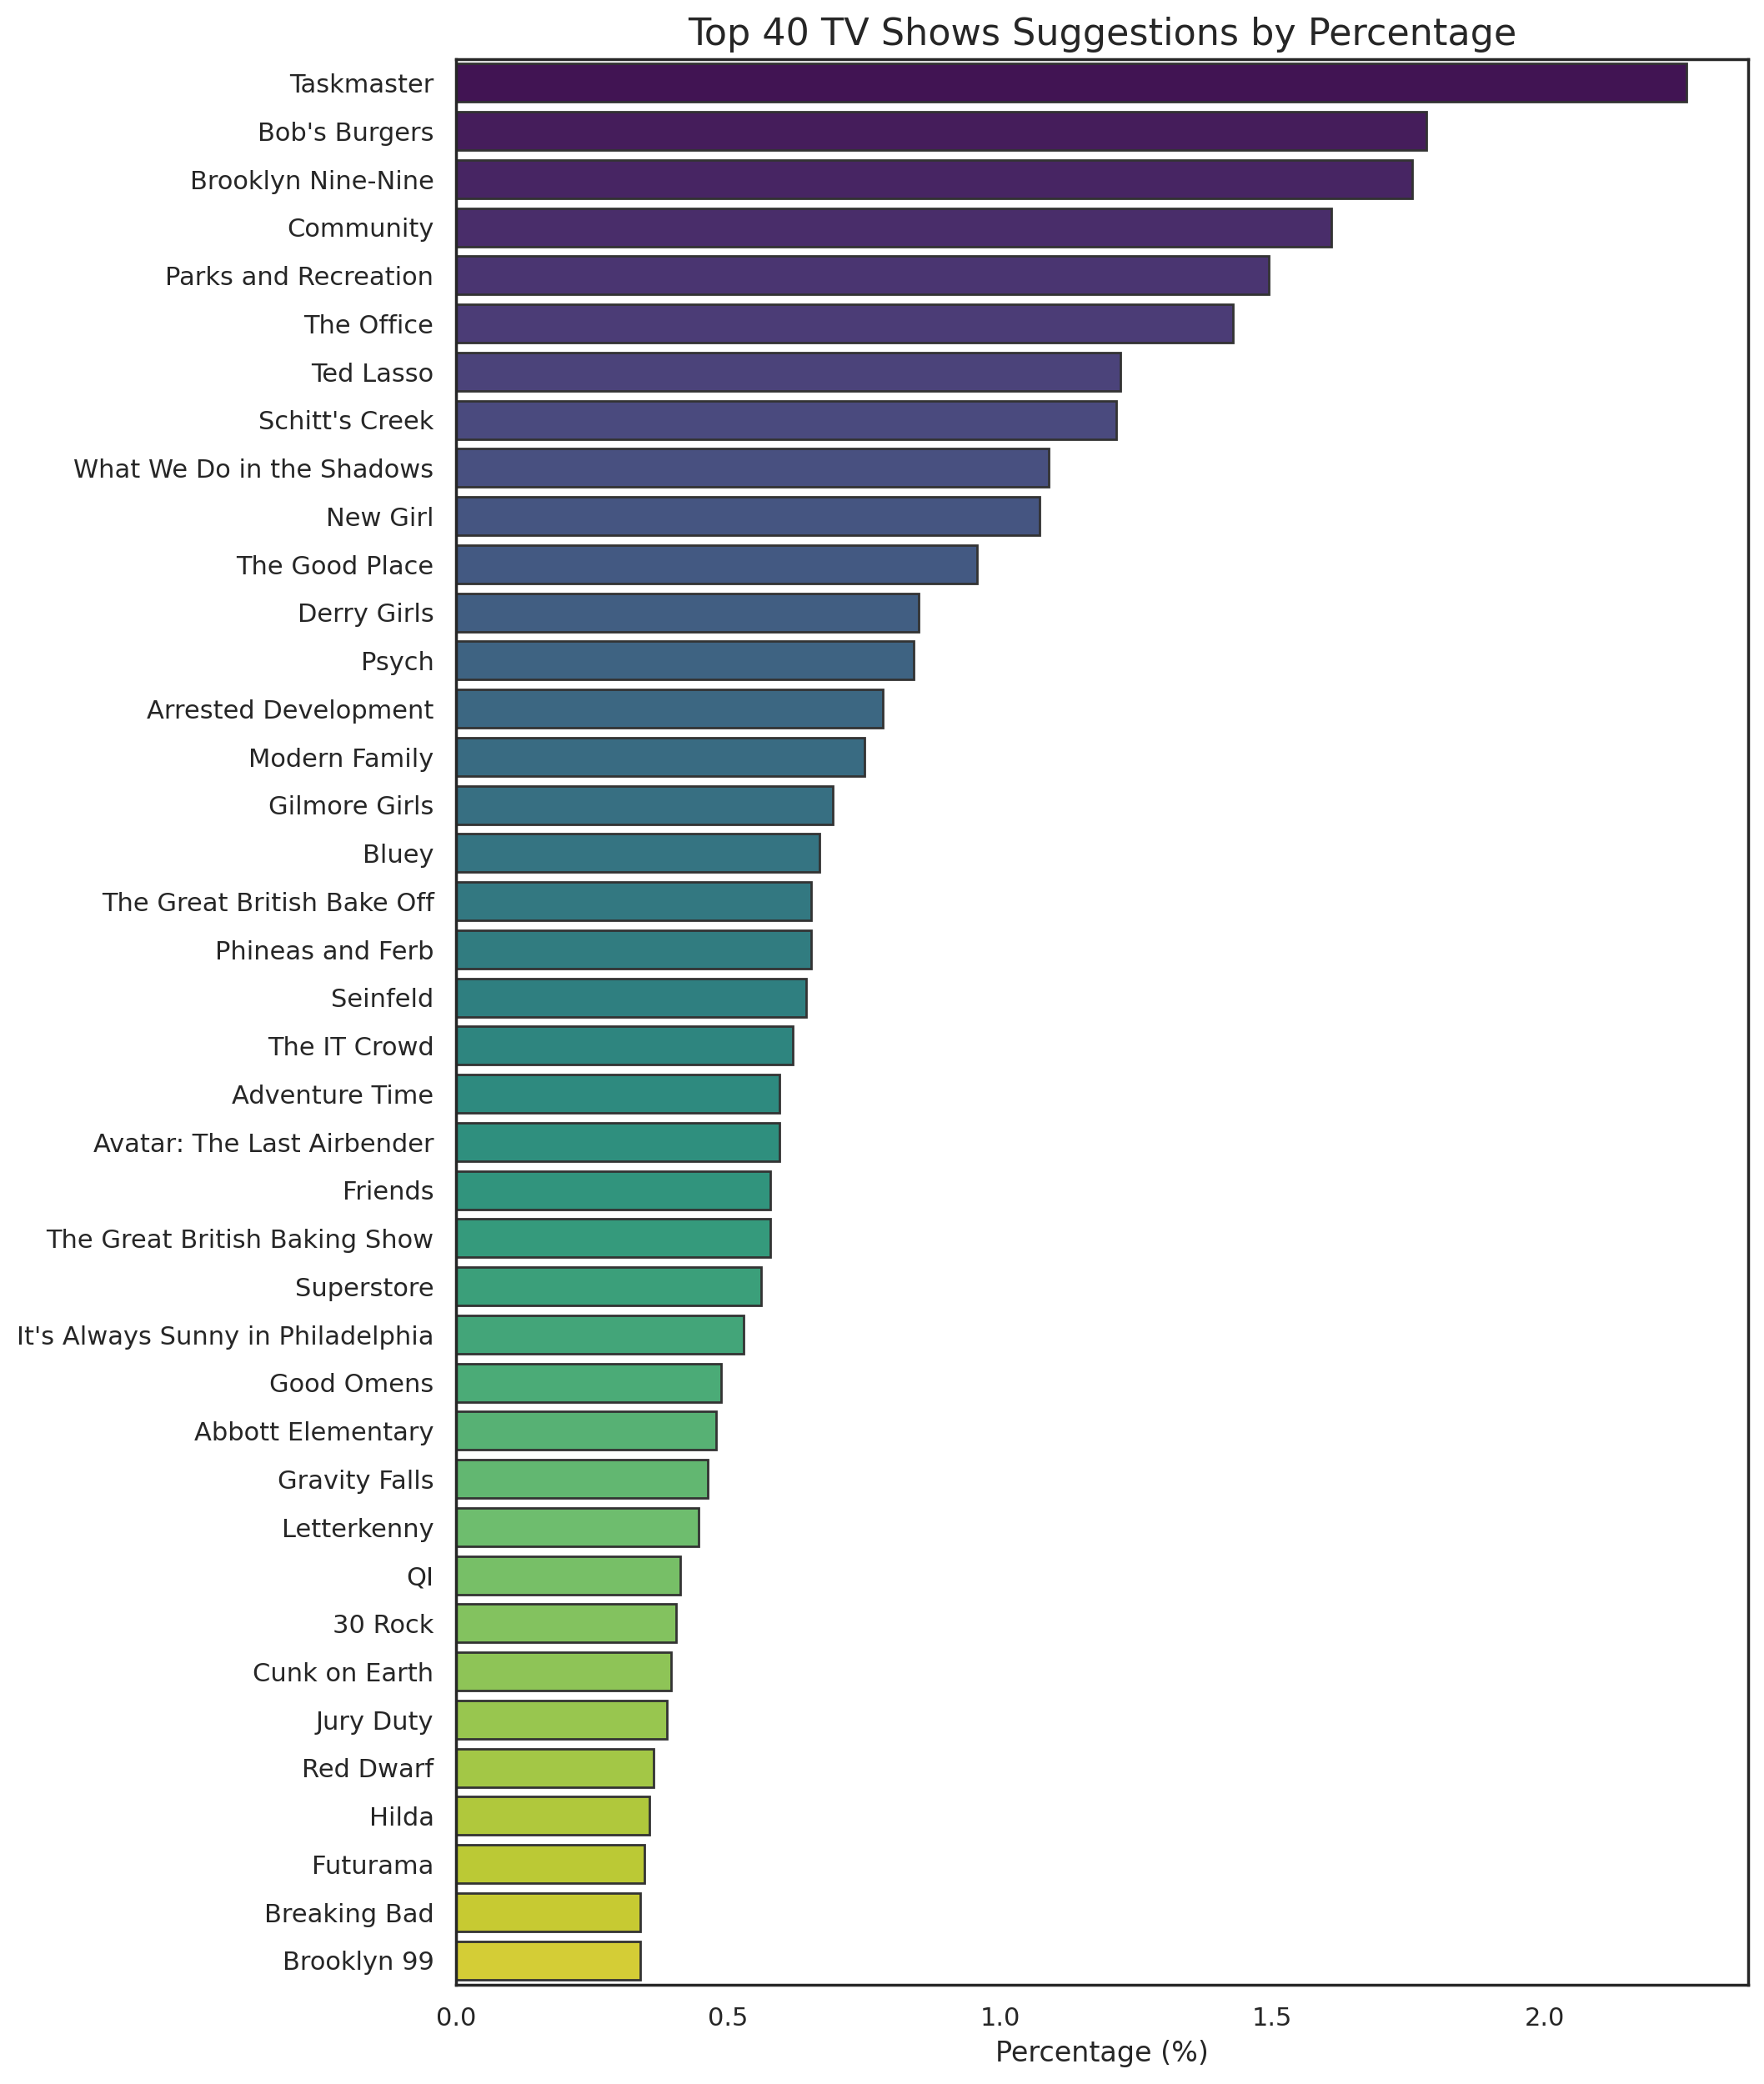 Top 40 TV Shows Suggestions by Percentage
Taskmaster
Bob's Burgers
Brooklyn Nine-Nine
Community
Parks and Recreation
The Office
Ted Lasso
Schitt's Creek
What We Do in the Shadows
New Girl
The Good Place
Derry Girls
Psych
Arrested Development
Modern Family
Gilmore Girls
Bluey
The Great British Bake Off
Phineas and Ferb
Seinfeld
The IT Crowd
Adventure Time
Avatar: The Last Airbender
Friends
The Great British Baking Show
Superstore
It's Always Sunny in Philadelphia
Good Omens
Abbott Elementary
Gravity Falls
Letterkenny
QI
30 Rock
Cunk on Earth
Jury Duty
Red Dwarf
Hilda
Futurama
Breaking Bad
Brooklyn 99
0.0 0.5 1.0 1.5 2.0
Percentage (%)